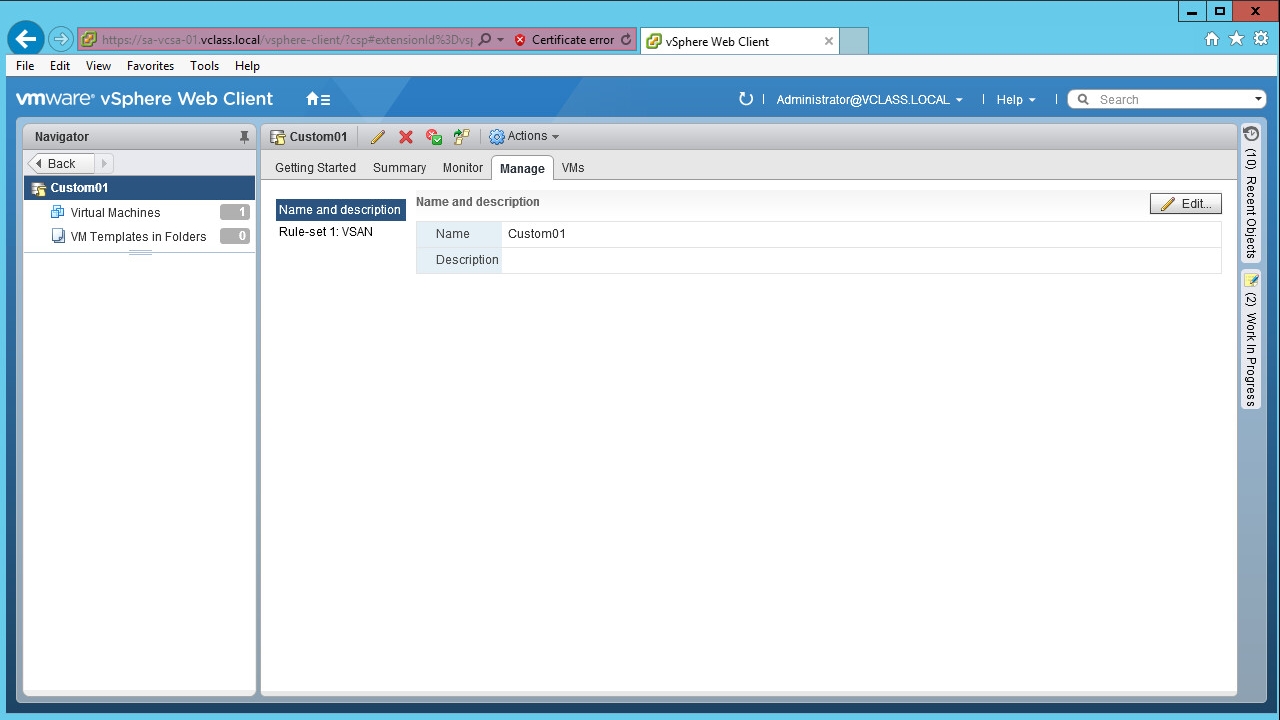 https://sa-vcsa-01.vclass.local/vsphere-client/?csp#extensionId%3Dvsp
Certificate error
vSphere Web Client
File Edit View Favorites Tools Help
vmware® vSphere Web Client
Administrator@VCLASS.LOCAL
Help
Search
Navigator
Back
Custom01
Virtual Machines 1
VM Templates in Folders 0
Custom01
Actions
Getting Started Summary Monitor Manage VMs
Name and description
Rule-set 1: VSAN
Name and description
Edit...
Name Custom01
Description
(10) Recent Objects
(2) Work In Progress